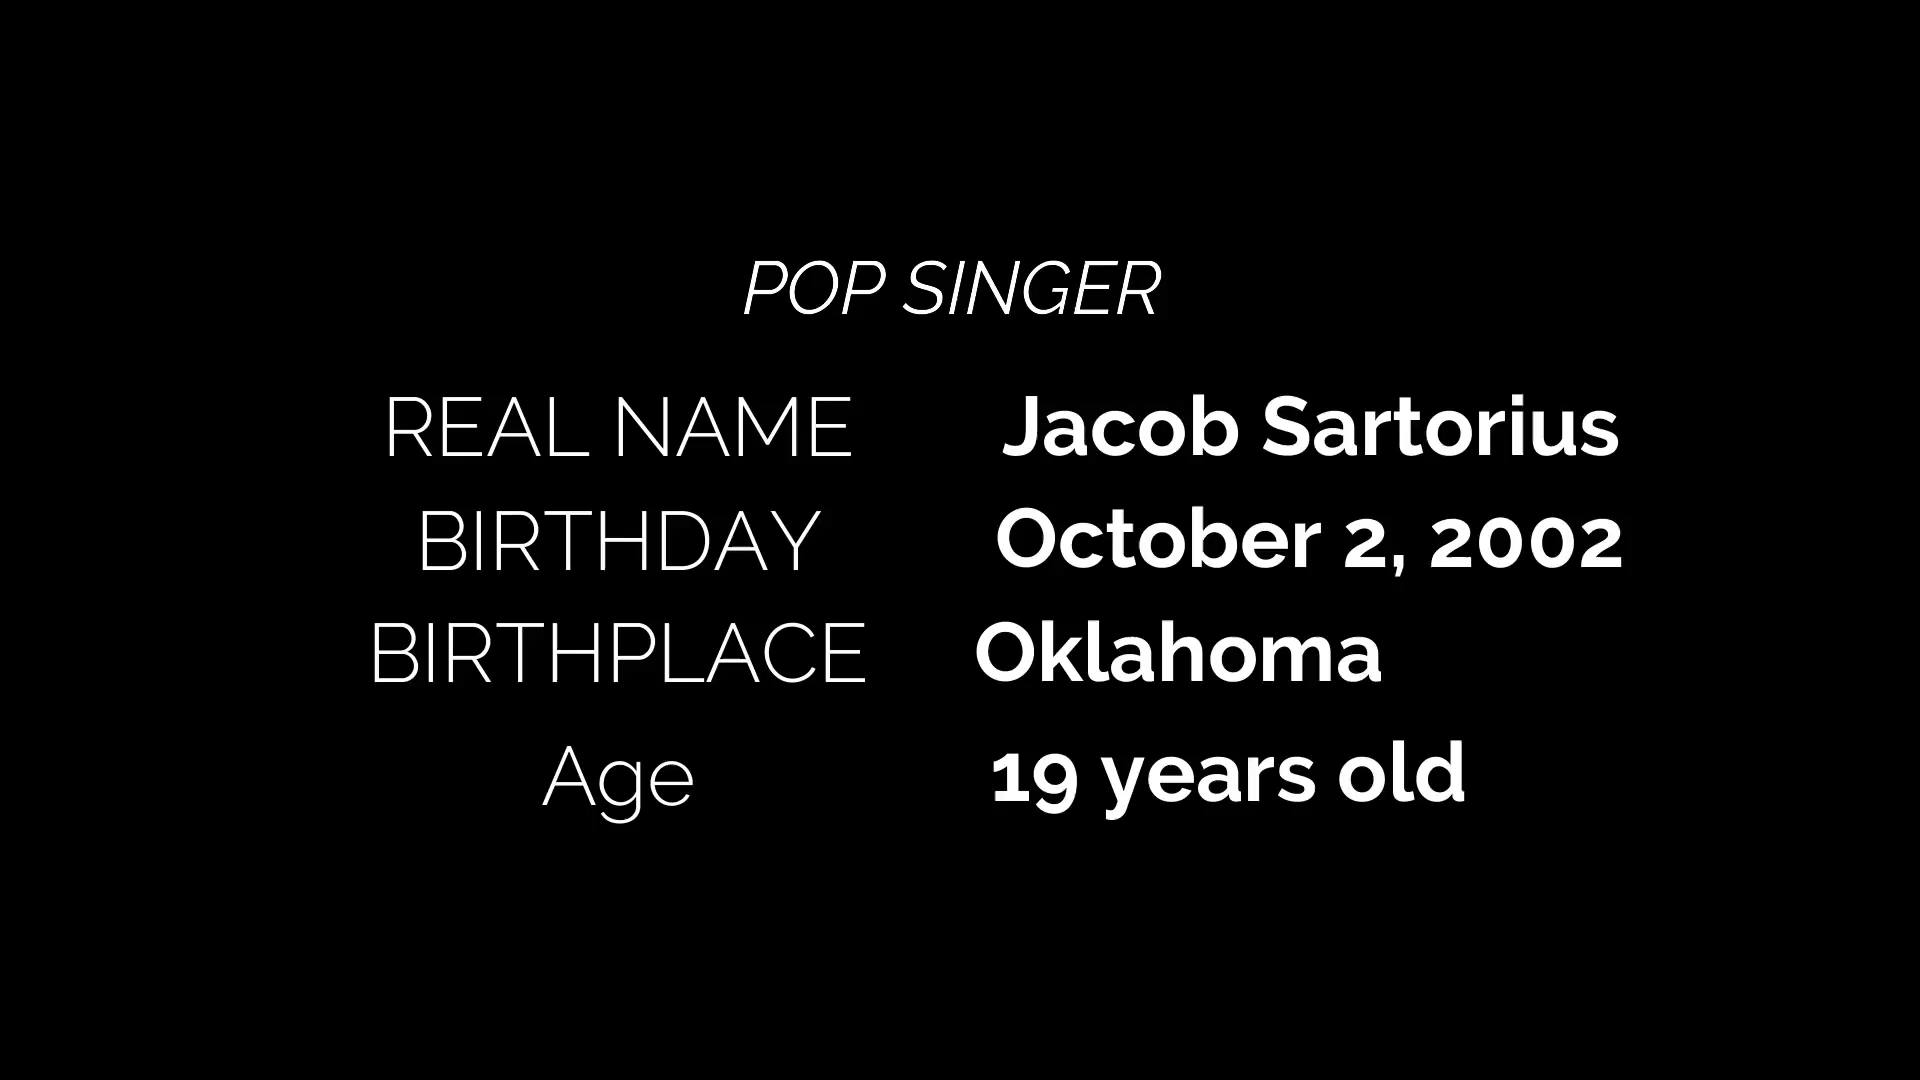 POP SINGER
REAL NAME Jacob Sartorius
BIRTHDAY October 2, 2002
BIRTHPLACE Oklahoma
Age 19 years old